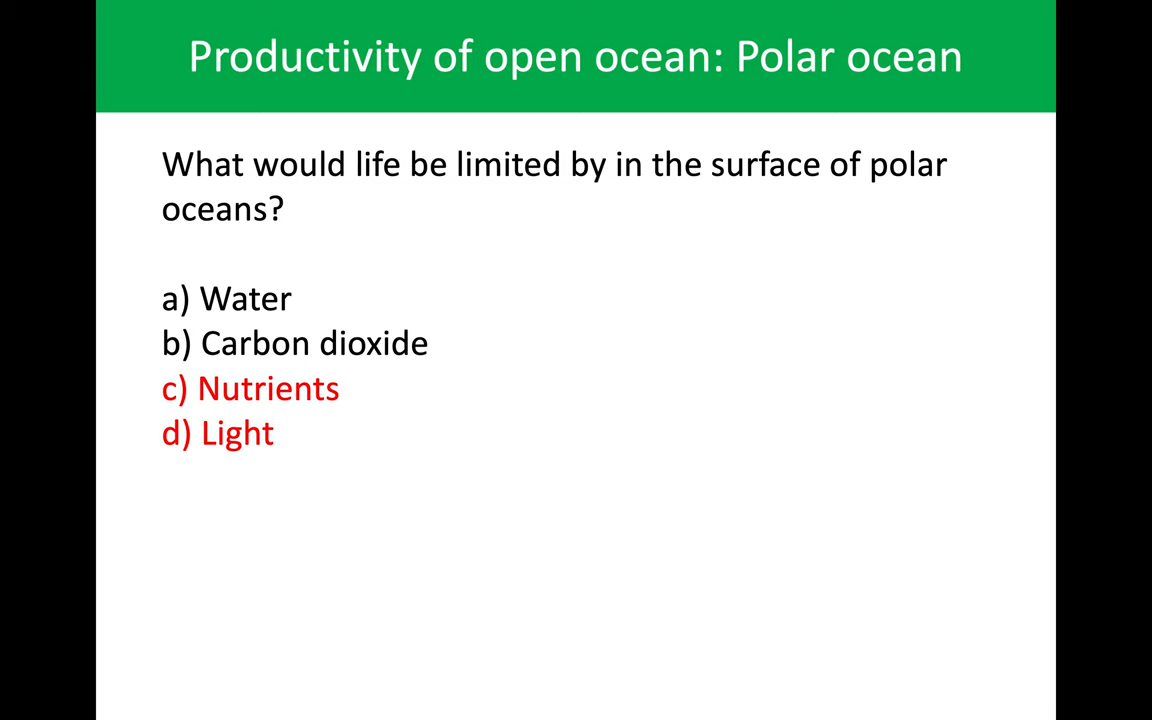 Productivity of open ocean: Polar ocean
What would life be limited by in the surface of polar
oceans?
a) Water
b) Carbon dioxide
c) Nutrients
d) Light